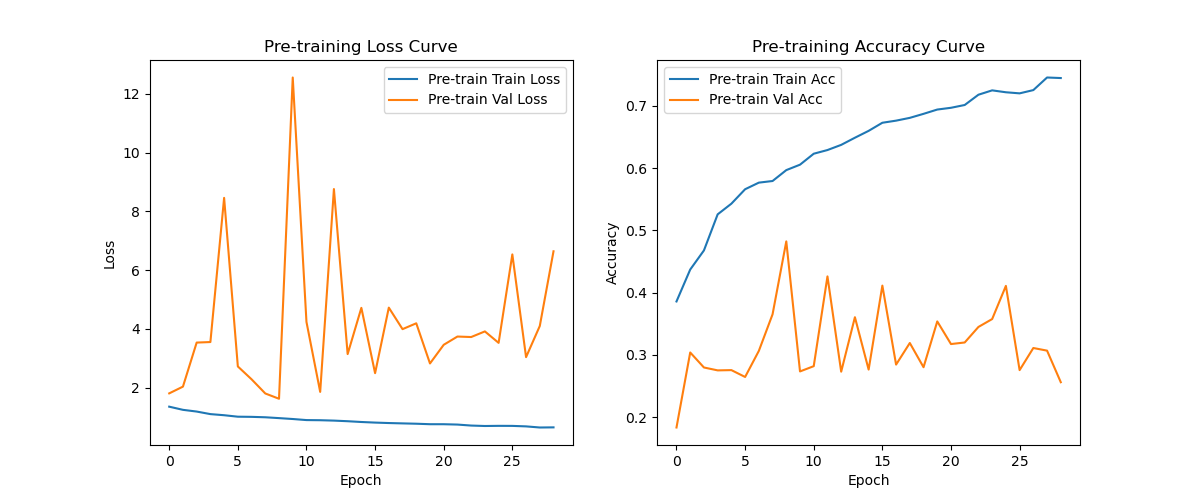 Pre-training Loss Curve
12
10
8
6
4
2
Loss
Pre-train Train Loss
Pre-train Val Loss
0 5 10 15 20 25
Epoch
Pre-training Accuracy Curve
0.7
0.6
0.5
0.4
0.3
0.2
Accuracy
Pre-train Train Acc
Pre-train Val Acc
0 5 10 15 20 25
Epoch